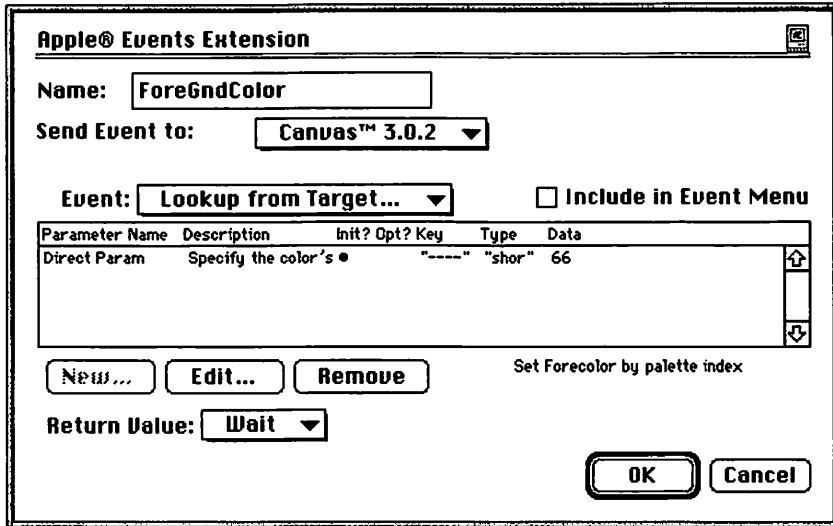 Apple® Events Extension
Name: ForeGndColor
Send Event to: Canvas™ 3.0.2
Event: Lookup from Target... Include in Event Menu
Parameter Name Description Init? Opt? Key Type Data
Direct Param Specify the color's ● "----" "shor" 66
New... Edit... Remove Set Forecolor by palette index
Return Value: Wait
OK Cancel